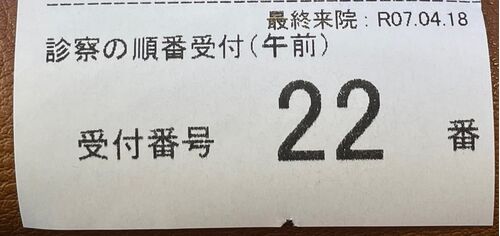 最終来院 : R07.04.18
診察の順番受付(午前)
受付番号 22 番